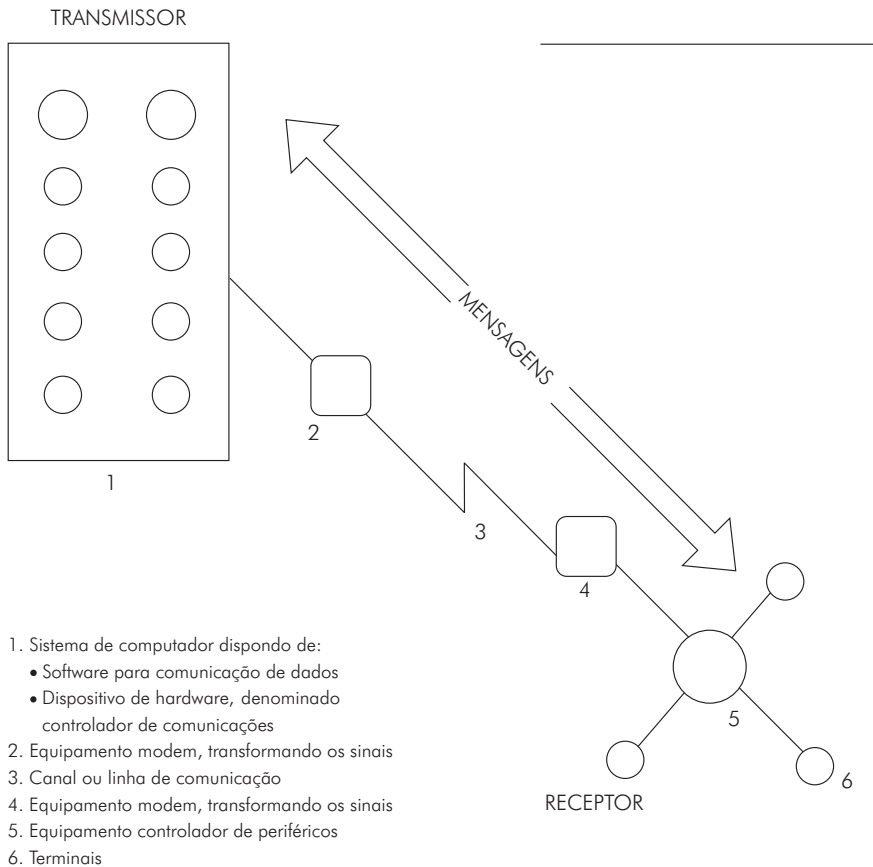 TRANSMISSOR
MENSAGENS
1
2
3
4
5
6
RECEPTOR
1. Sistema de computador dispondo de:
• Software para comunicação de dados
• Dispositivo de hardware, denominado
controlador de comunicações
2. Equipamento modem, transformando os sinais
3. Canal ou linha de comunicação
4. Equipamento modem, transformando os sinais
5. Equipamento controlador de periféricos
6. Terminais